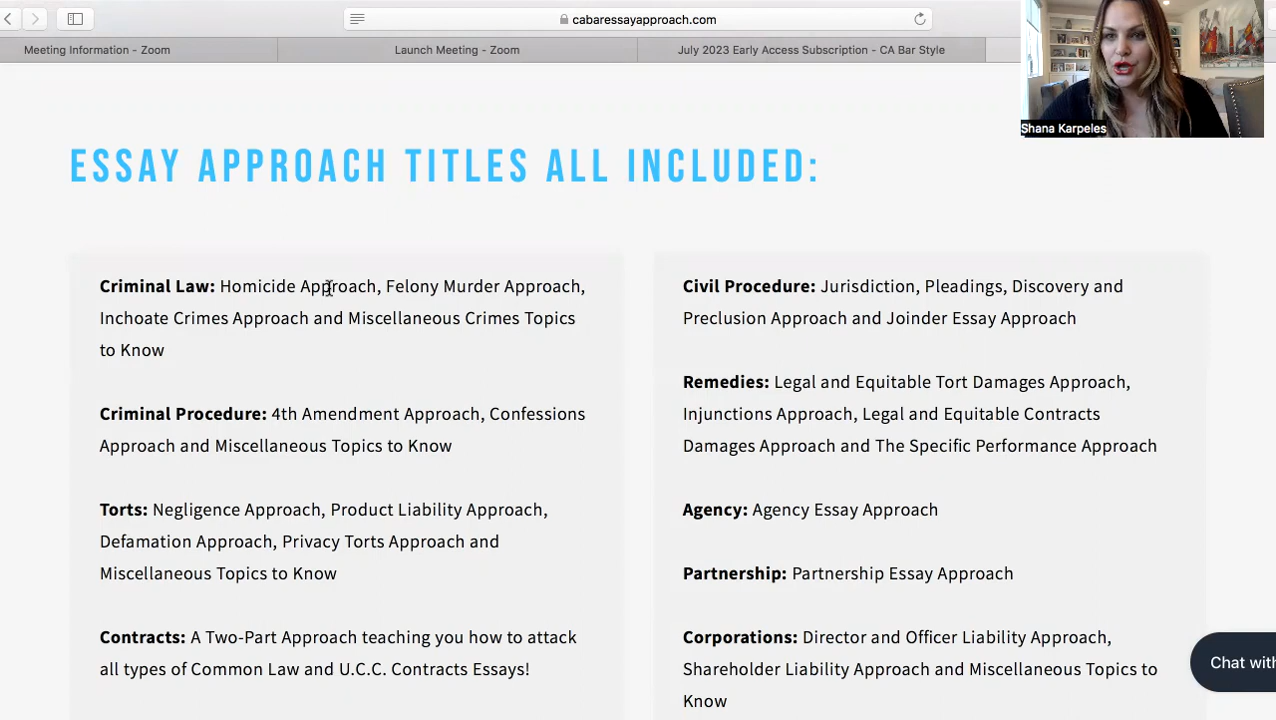 cabaressayapproach.com
Meeting Information - Zoom
Launch Meeting - Zoom
July 2023 Early Access Subscription - CA Bar Style
Shana Karpeles
ESSAY APPROACH TITLES ALL INCLUDED:
Criminal Law: Homicide Approach, Felony Murder Approach,
Inchoate Crimes Approach and Miscellaneous Crimes Topics
to Know
Criminal Procedure: 4th Amendment Approach, Confessions
Approach and Miscellaneous Topics to Know
Torts: Negligence Approach, Product Liability Approach,
Defamation Approach, Privacy Torts Approach and
Miscellaneous Topics to Know
Contracts: A Two-Part Approach teaching you how to attack
all types of Common Law and U.C.C. Contracts Essays!
Civil Procedure: Jurisdiction, Pleadings, Discovery and
Preclusion Approach and Joinder Essay Approach
Remedies: Legal and Equitable Tort Damages Approach,
Injunctions Approach, Legal and Equitable Contracts
Damages Approach and The Specific Performance Approach
Agency: Agency Essay Approach
Partnership: Partnership Essay Approach
Corporations: Director and Officer Liability Approach,
Shareholder Liability Approach and Miscellaneous Topics to
Know
Chat with